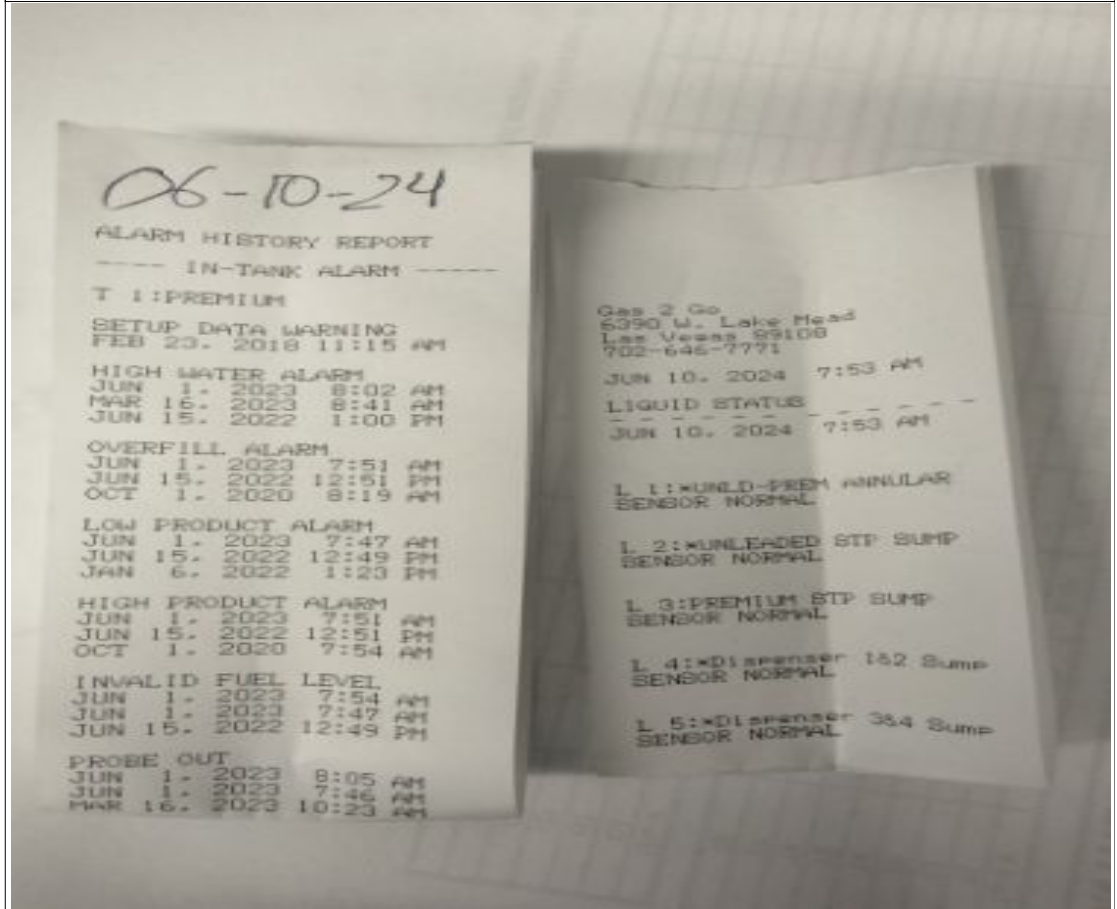 06-10-24
ALARM HISTORY REPORT
---- IN-TANK ALARM -----
T 1:PREMIUM
SETUP DATA WARNING
FEB 23. 2018 11:15 AM
HIGH WATER ALARM
JUN 1. 2023 8:02 AM
MAR 16. 2023 8:41 AM
JUN 15. 2022 1:00 PM
OVERFILL ALARM
JUN 1. 2023 7:51 AM
JUN 15. 2022 12:51 PM
OCT 1. 2020 8:19 AM
LOW PRODUCT ALARM
JUN 1. 2023 7:47 AM
JUN 15. 2022 12:49 PM
JAN 6. 2022 1:23 PM
HIGH PRODUCT ALARM
JUN 1. 2023 7:51 AM
JUN 15. 2022 12:51 PM
OCT 1. 2020 7:54 AM
INVALID FUEL LEVEL
JUN 1. 2023 7:54 AM
JUN 1. 2023 7:47 AM
JUN 15. 2022 12:49 PM
PROBE OUT
JUN 1. 2023 8:05 AM
JUN 1. 2023 7:46 AM
MAR 16. 2023 10:23 AM
Gas 2 Go
6390 W. Lake Mead
Las Vegas 89108
702-646-7771
JUN 10. 2024 7:53 AM
LIQUID STATUS
- - - - - - - - - - - -
JUN 10. 2024 7:53 AM
L 1:*UNLD-PREM ANNULAR
SENSOR NORMAL
L 2:*UNLEADED STP SUMP
SENSOR NORMAL
L 3:PREMIUM STP SUMP
SENSOR NORMAL
L 4:*Dispenser 1&2 Sump
SENSOR NORMAL
L 5:*Dispenser 3&4 Sump
SENSOR NORMAL